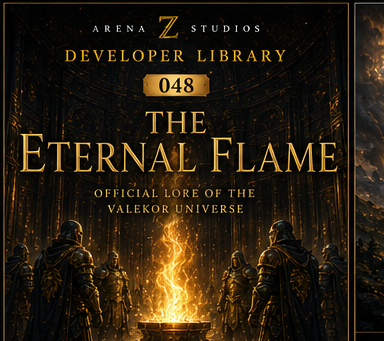 ARENA Z STUDIOS
DEVELOPER LIBRARY
048
THE
ETERNAL FLAME
OFFICIAL LORE OF THE
VALEKOR UNIVERSE